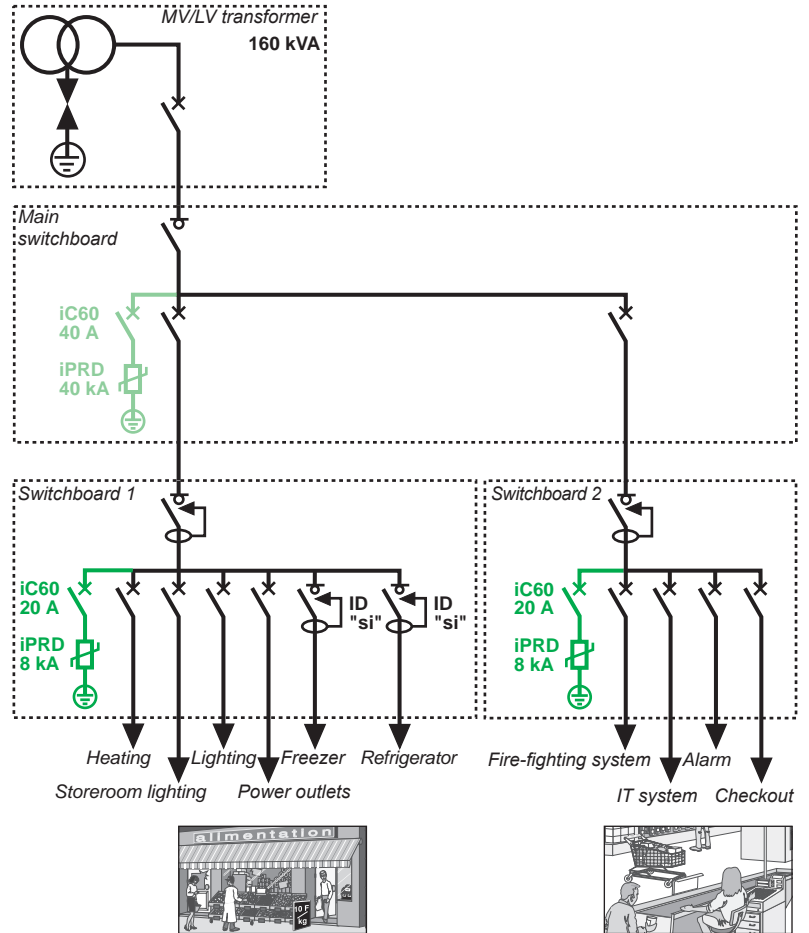 MV/LV transformer
160 kVA
Main
switchboard
iC60
40 A
iPRD
40 kA
Switchboard 1
iC60
20 A
iPRD
8 kA
ID
"si"
ID
"si"
Switchboard 2
iC60
20 A
iPRD
8 kA
Heating
Lighting
Freezer
Refrigerator
Storeroom lighting
Power outlets
Fire-fighting system
Alarm
IT system
Checkout
alimentation
10 F
kg